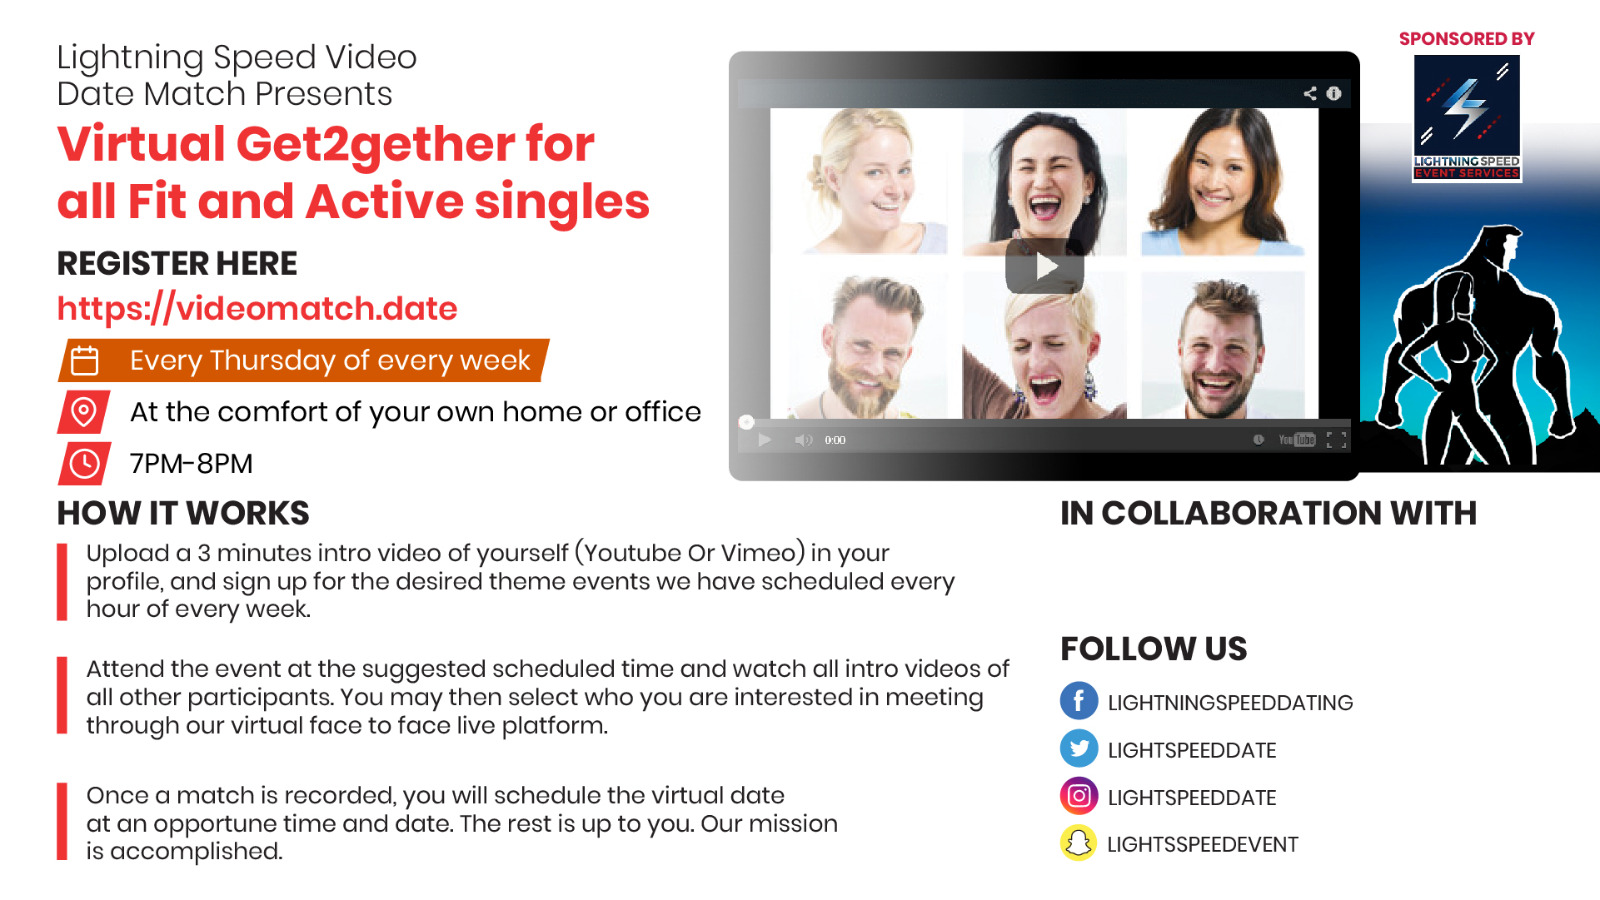 Lightning Speed Video
Date Match Presents
Virtual Get2gether for
all Fit and Active singles
REGISTER HERE
https://videomatch.date
Every Thursday of every week
At the comfort of your own home or office
7PM-8PM
0:00
YouTube
SPONSORED BY
LIGHTNING SPEED
EVENT SERVICES
HOW IT WORKS
Upload a 3 minutes intro video of yourself (Youtube Or Vimeo) in your
profile, and sign up for the desired theme events we have scheduled every
hour of every week.
Attend the event at the suggested scheduled time and watch all intro videos of
all other participants. You may then select who you are interested in meeting
through our virtual face to face live platform.
Once a match is recorded, you will schedule the virtual date
at an opportune time and date. The rest is up to you. Our mission
is accomplished.
IN COLLABORATION WITH
FOLLOW US
LIGHTNINGSPEEDDATING
LIGHTSPEEDDATE
LIGHTSPEEDDATE
LIGHTSSPEEDEVENT